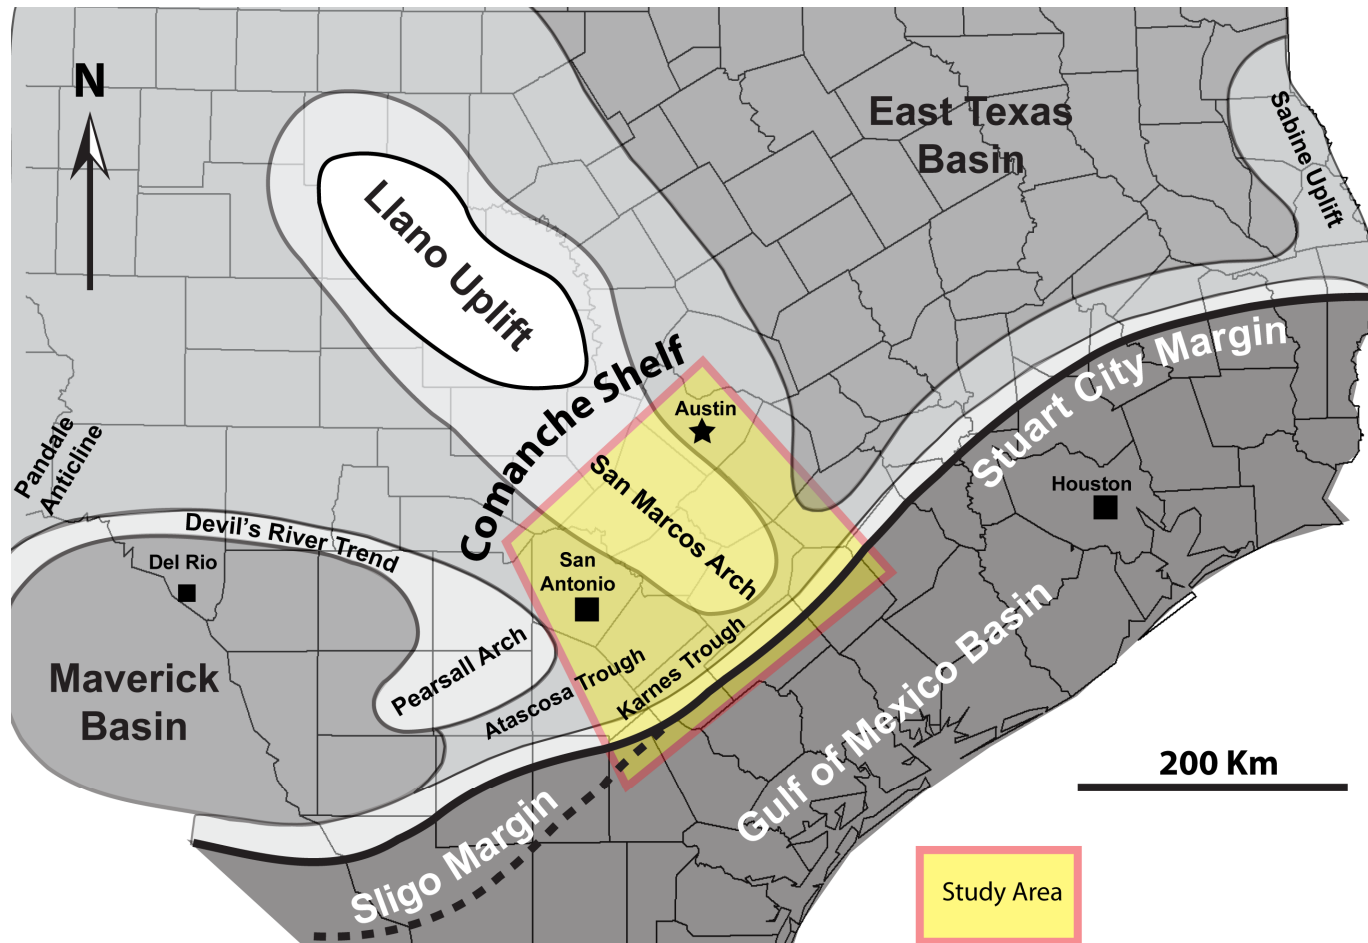 N
East Texas
Basin
Sabine Uplift
Llano Uplift
Stuart City Margin
Comanche Shelf
Austin
Pandale
Anticline
San Marcos Arch
Houston
Devil's River Trend
Del Rio
San
Antonio
Pearsall Arch
Maverick
Basin
Atascosa Trough
Karnes Trough
Gulf of Mexico Basin
200 Km
Sligo Margin
Study Area